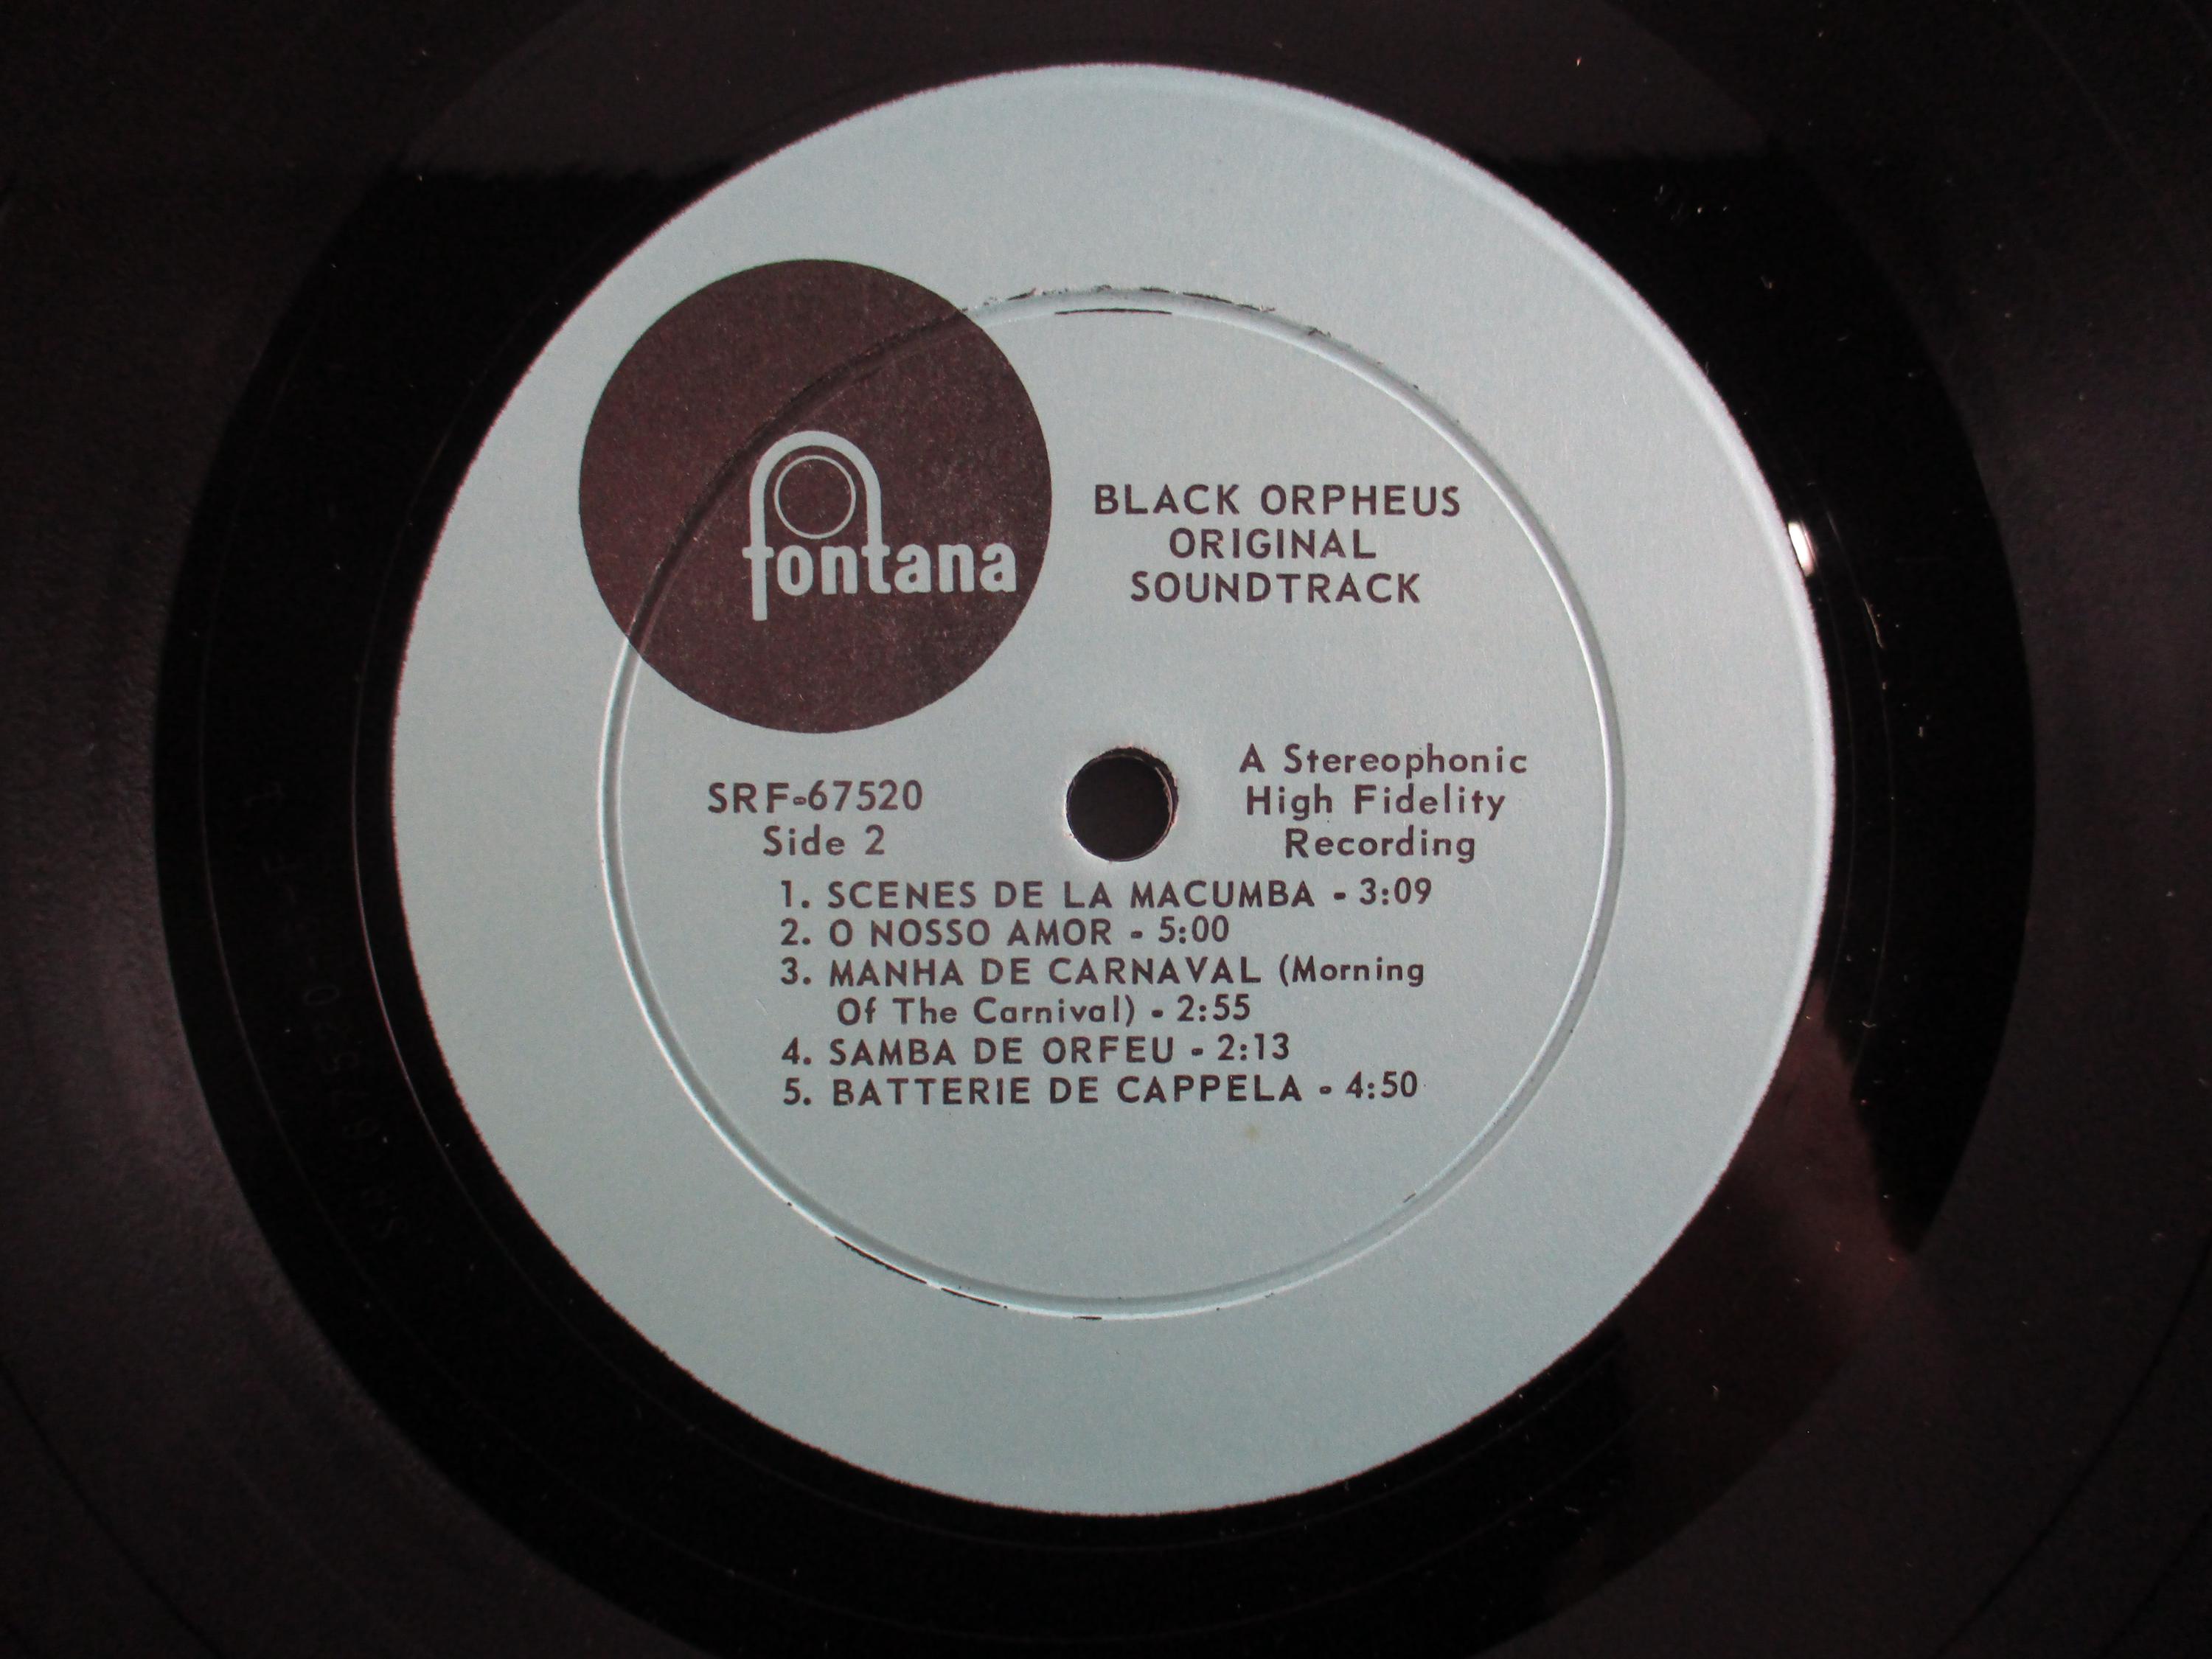 fontana
BLACK ORPHEUS
ORIGINAL
SOUNDTRACK
SRF-67520
Side 2
A Stereophonic
High Fidelity
Recording
1. SCENES DE LA MACUMBA - 3:09
2. O NOSSO AMOR - 5:00
3. MANHA DE CARNAVAL (Morning
Of The Carnival) - 2:55
4. SAMBA DE ORFEU - 2:13
5. BATTERIE DE CAPPELA - 4:50